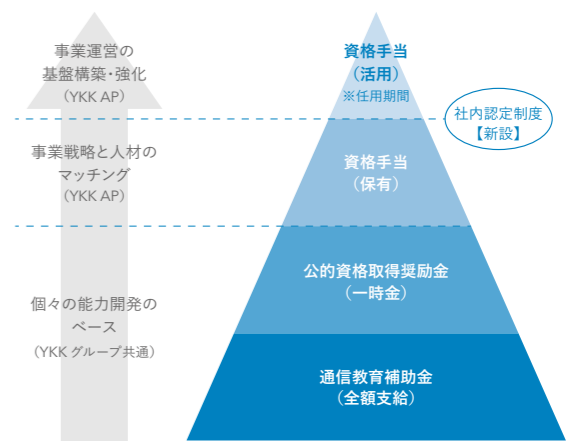 事業運営の
基盤構築・強化
（YKK AP）
資格手当
（活用）
※任用期間
社内認定制度
【新設】
事業戦略と人材の
マッチング
（YKK AP）
資格手当
（保有）
個々の能力開発の
ベース
（YKK グループ共通）
公的資格取得奨励金
（一時金）
通信教育補助金
（全額支給）